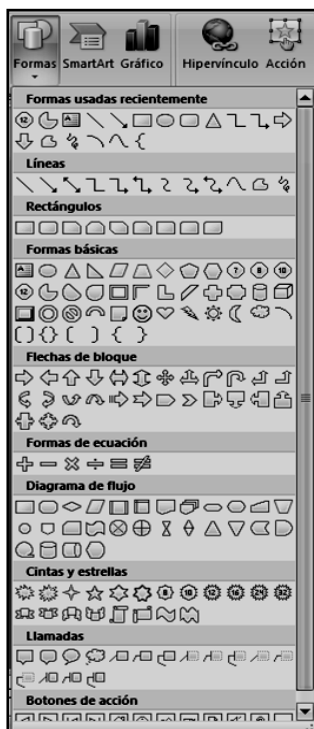 Formas SmartArt Gráfico Hipervínculo Acción
Formas usadas recientemente
Líneas
Rectángulos
Formas básicas
Flechas de bloque
Formas de ecuación
Diagrama de flujo
Cintas y estrellas
Llamadas
Botones de acción